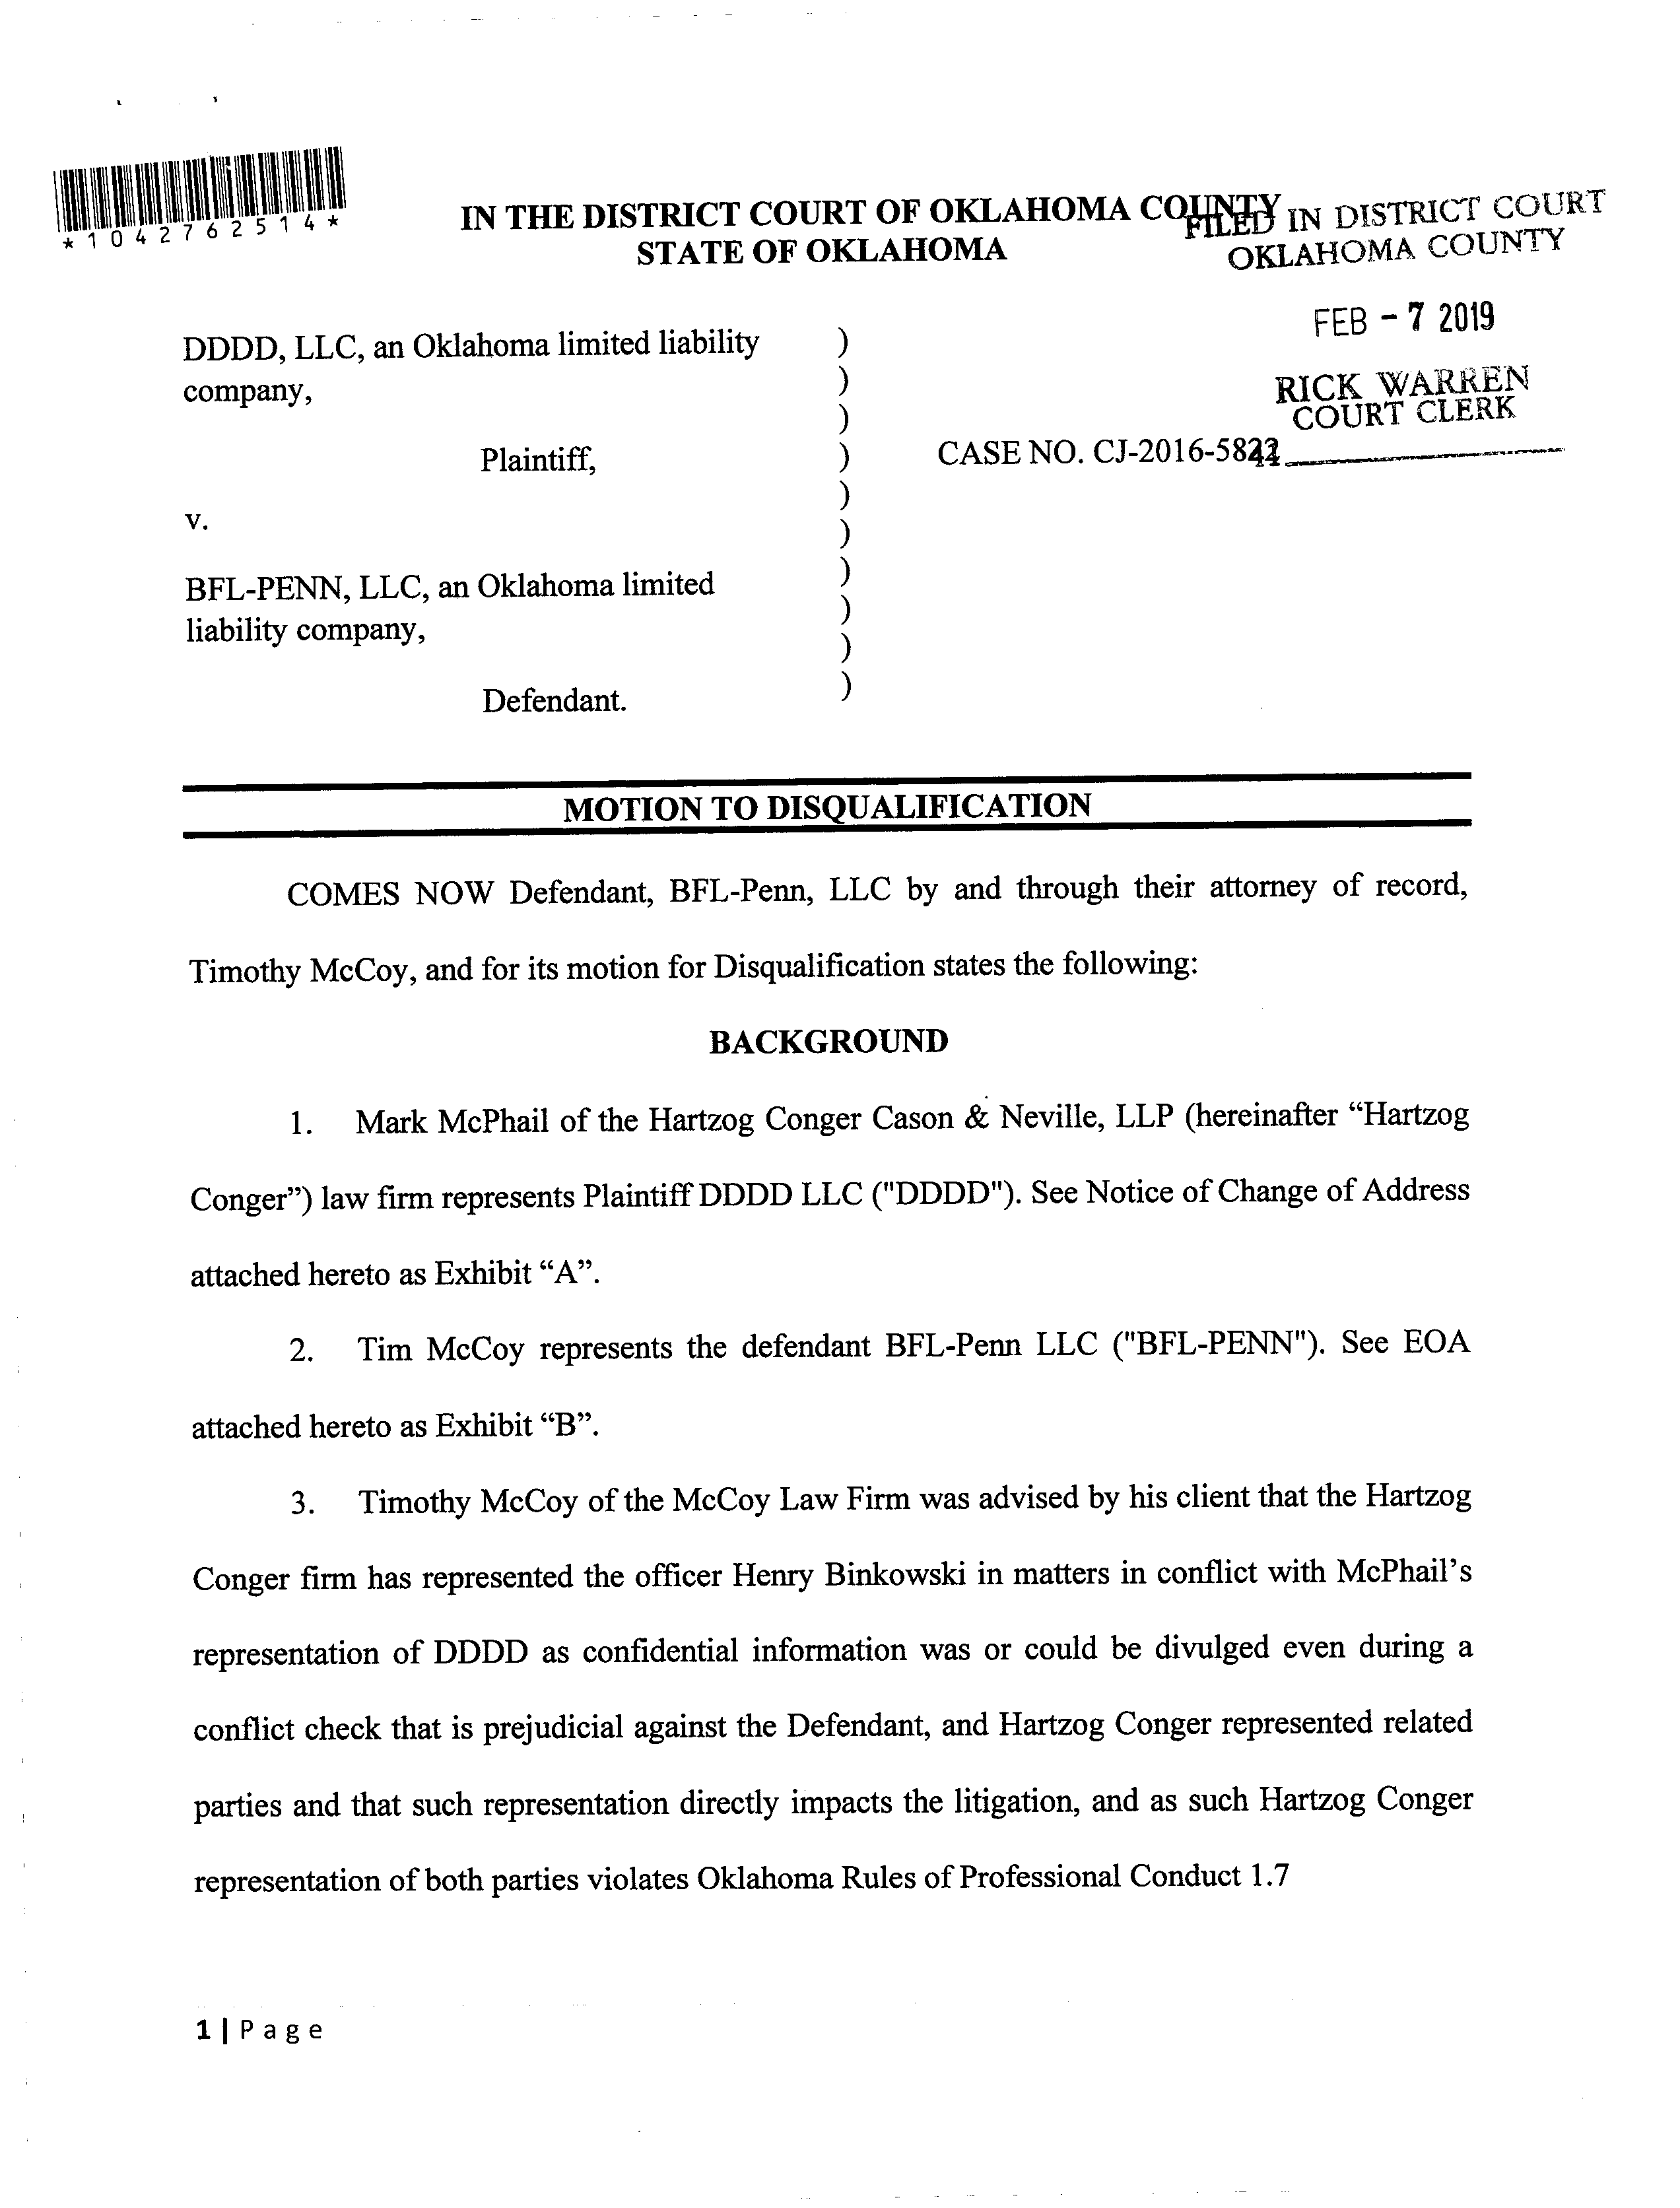 *1042762514*
IN THE DISTRICT COURT OF OKLAHOMA COUNTY
STATE OF OKLAHOMA
FILED IN DISTRICT COURT
OKLAHOMA COUNTY
FEB - 7 2019
RICK WARREN
COURT CLERK
DDDD, LLC, an Oklahoma limited liability )
company, )
)
Plaintiff, ) CASE NO.
)
v. )
)
BFL-PENN, LLC, an Oklahoma limited )
liability company, )
Defendant. )
MOTION TO DISQUALIFICATION
COMES NOW Defendant, BFL-Penn, LLC by and through their attorney of record,
Timothy McCoy, and for its motion for Disqualification states the following:
BACKGROUND
1. Mark McPhail of the Hartzog Conger Cason & Neville, LLP (hereinafter “Hartzog
Conger”) law firm represents Plaintiff DDDD LLC ("DDDD"). See Notice of Change of Address
attached hereto as Exhibit “A”.
2. Tim McCoy represents the defendant BFL-Penn LLC ("BFL-PENN"). See EOA
attached hereto as Exhibit “B”.
3. Timothy McCoy of the McCoy Law Firm was advised by his client that the Hartzog
Conger firm has represented the officer Henry Binkowski in matters in conflict with McPhail’s
representation of DDDD as confidential information was or could be divulged even during a
conflict check that is prejudicial against the Defendant, and Hartzog Conger represented related
parties and that such representation directly impacts the litigation, and as such Hartzog Conger
representation of both parties violates Oklahoma Rules of Professional Conduct 1.7
1 | Page